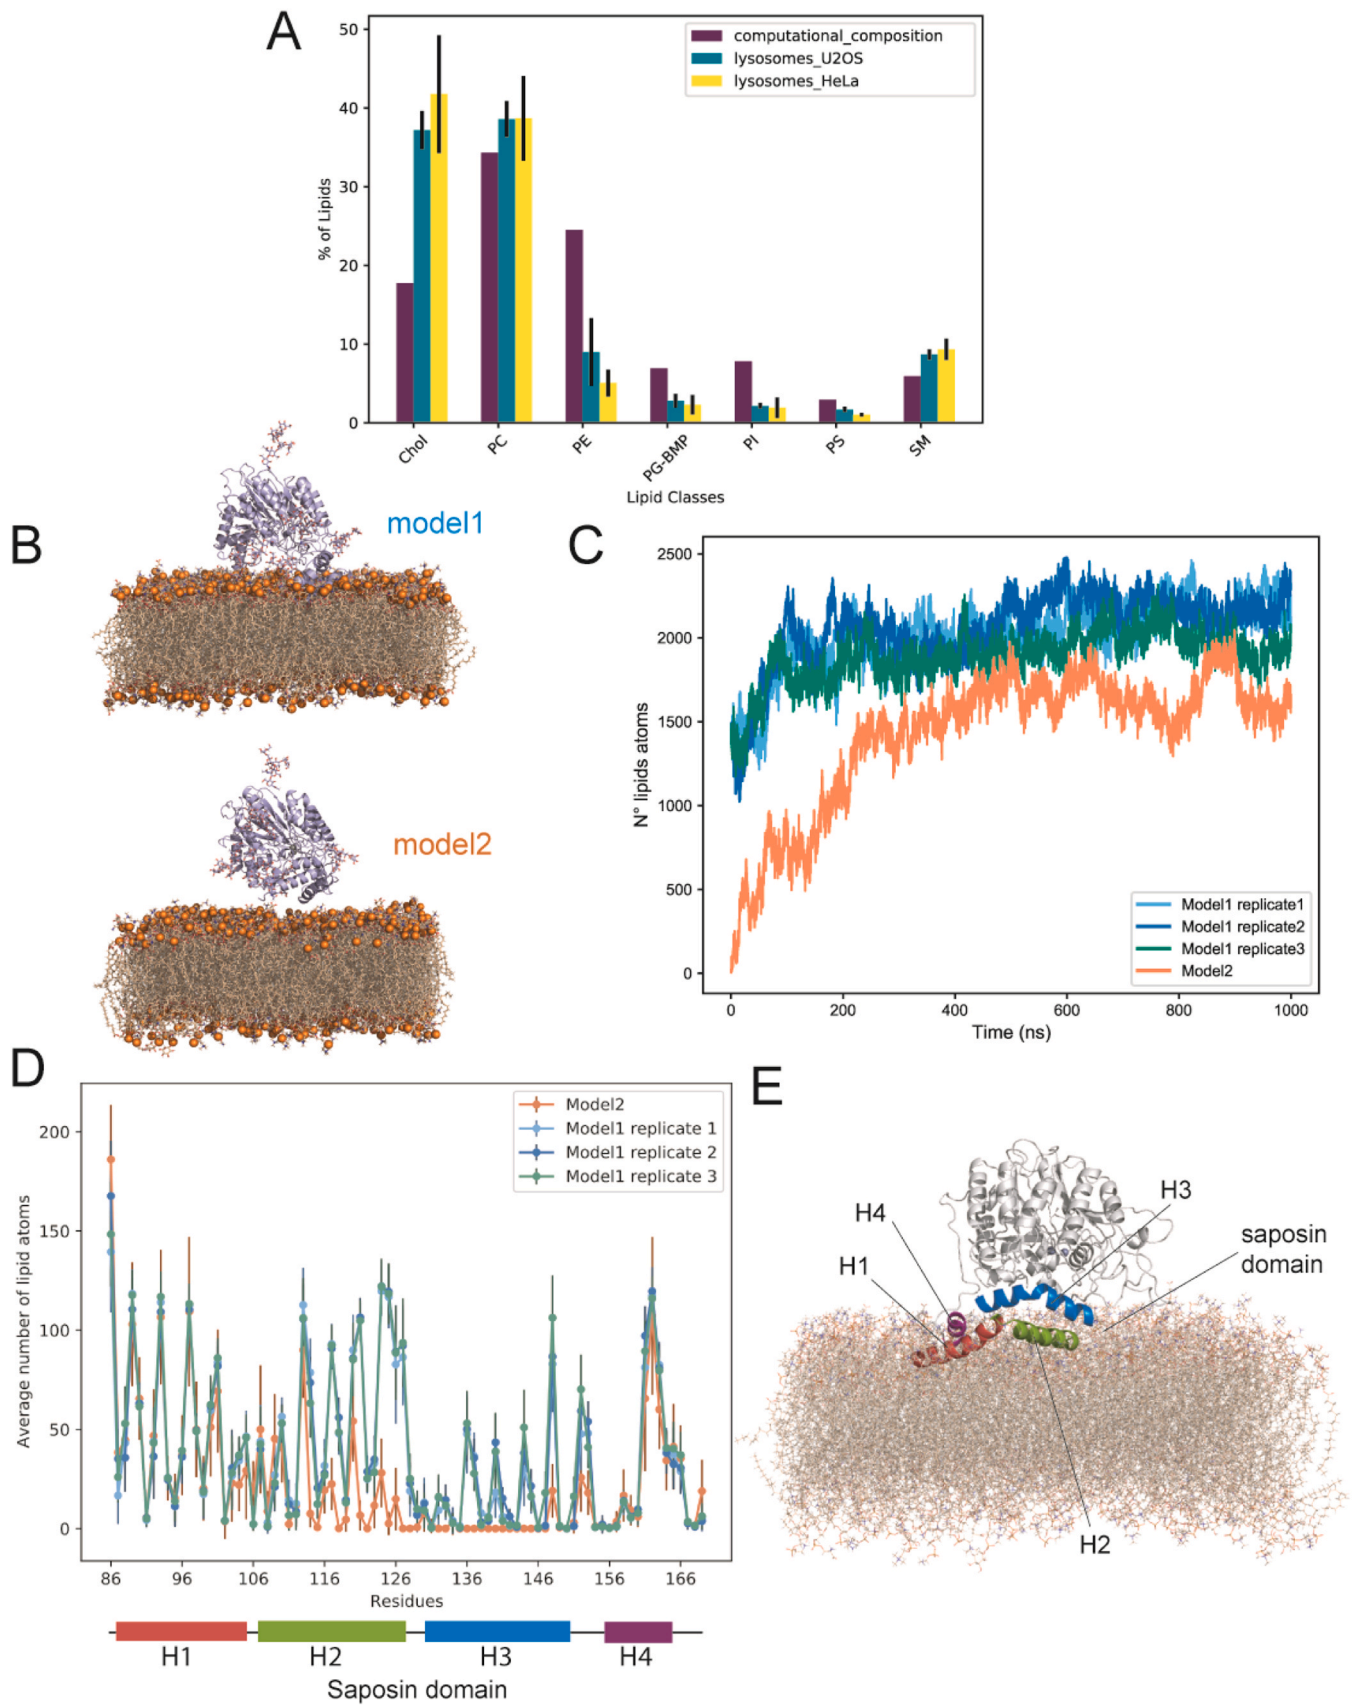 A
50
40
30
20
10
0
% of Lipids
computational_composition
lysosomes_U2OS
lysosomes_HeLa
Chol
PC
PE
PG-BMP
PI
PS
SM
Lipid Classes
B
model1
model2
C
2500
2000
1500
1000
500
0
N° lipids atoms
Model1 replicate1
Model1 replicate2
Model1 replicate3
Model2
0
200
400
600
800
1000
Time (ns)
D
200
150
100
50
0
Average number of lipid atoms
Model2
Model1 replicate 1
Model1 replicate 2
Model1 replicate 3
86
96
106
116
126
136
146
156
166
Residues
H1
H2
H3
H4
Saposin domain
E
H4
H3
H1
saposin
domain
H2